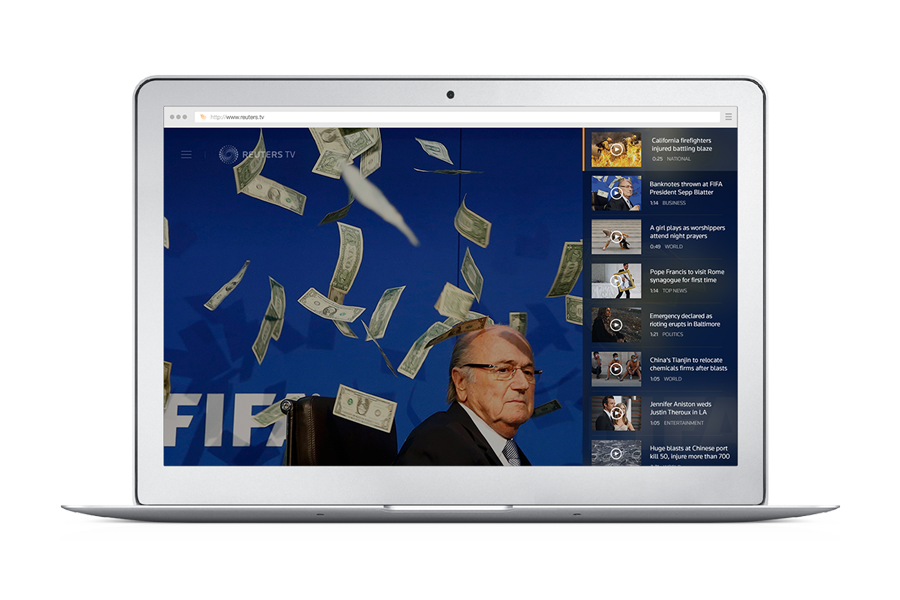 http://www.reuters.tv
REUTERS TV
FIFA
California firefighters
injured battling blaze
0:25 NATIONAL
Banknotes thrown at FIFA
President Sepp Blatter
1:14 BUSINESS
A girl plays as worshippers
attend night prayers
0:49 WORLD
Pope Francis to visit Rome
synagogue for first time
1:14 TOP NEWS
Emergency declared as
rioting erupts in Baltimore
1:21 POLITICS
China's Tianjin to relocate
chemicals firms after blasts
1:05 WORLD
Jennifer Aniston weds
Justin Theroux in LA
1:05 ENTERTAINMENT
Huge blasts at Chinese port
kill 50, injure more than 700